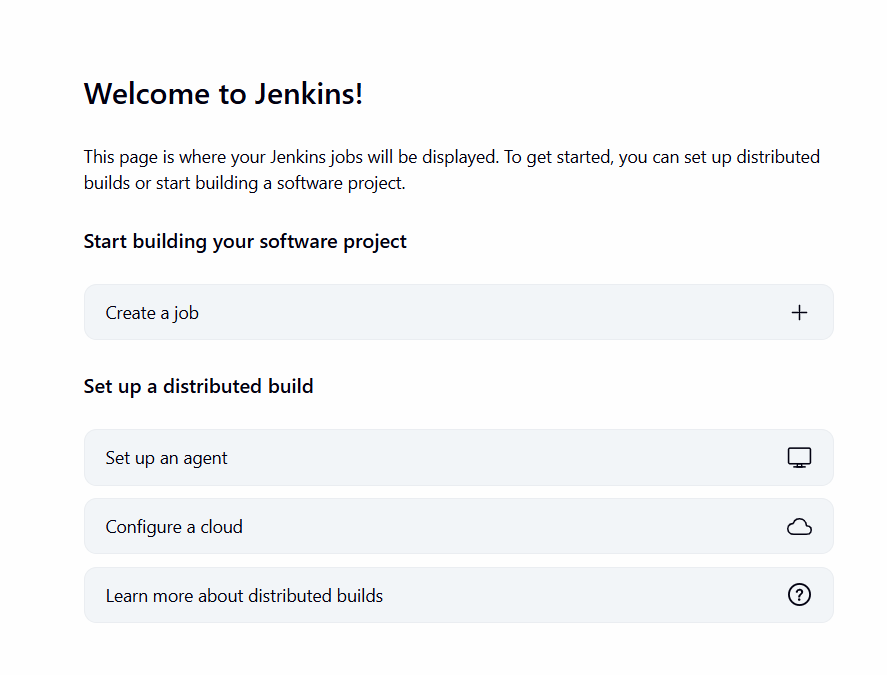 Welcome to Jenkins!
This page is where your Jenkins jobs will be displayed. To get started, you can set up distributed
builds or start building a software project.
Start building your software project
Create a job
Set up a distributed build
Set up an agent
Configure a cloud
Learn more about distributed builds